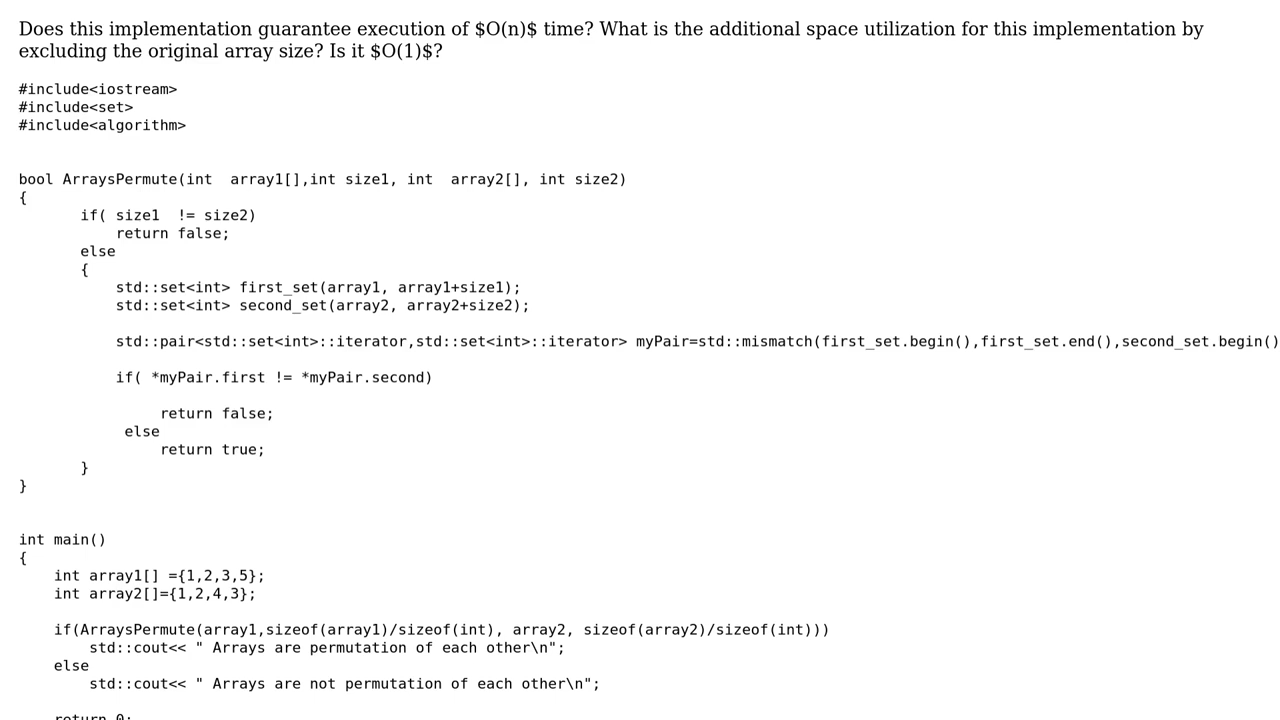 Does this implementation guarantee execution of $O(n)$ time? What is the additional space utilization for this implementation by
excluding the original array size? Is it $O(1)$?
#include<iostream>
#include<set>
#include<algorithm>
bool ArraysPermute(int  array1[],int size1, int  array2[], int size2)
{
       if( size1  != size2)
           return false;
       else
       {
           std::set<int> first_set(array1, array1+size1);
           std::set<int> second_set(array2, array2+size2);
           std::pair<std::set<int>::iterator,std::set<int>::iterator> myPair=std::mismatch(first_set.begin(),first_set.end(),second_set.begin()
           if( *myPair.first != *myPair.second)
                return false;
            else
                return true;
       }
}
int main()
{
    int array1[] ={1,2,3,5};
    int array2[]={1,2,4,3};
    if(ArraysPermute(array1,sizeof(array1)/sizeof(int), array2, sizeof(array2)/sizeof(int)))
        std::cout<< " Arrays are permutation of each other\n";
    else
        std::cout<< " Arrays are not permutation of each other\n";
    return 0;